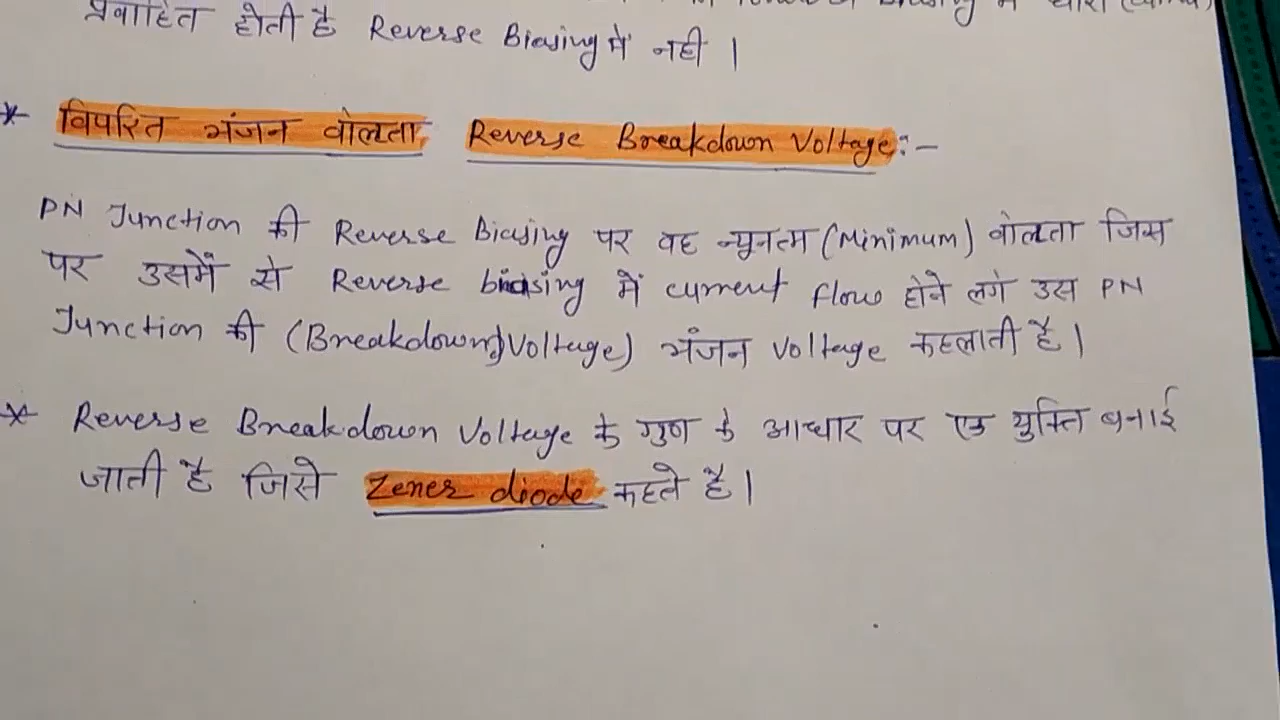 में धारा (
प्रवाहित होती है Reverse Biasing में नही ।
* विपरित भंजन वोल्टता Reverse Breakdown Voltage:-
PN Junction की Reverse Biasing पर वह न्यूनतम (Minimum) वोल्टता जिस
पर उसमें से Reverse biasing में current flow होने लगे उस PN
Junction की (Breakdown Voltage) भंजन voltage कहलाती है ।
* Reverse Breakdown Voltage के गुण के आधार पर एक युक्ति बनाई
जाती है जिसे Zener diode कहते है ।